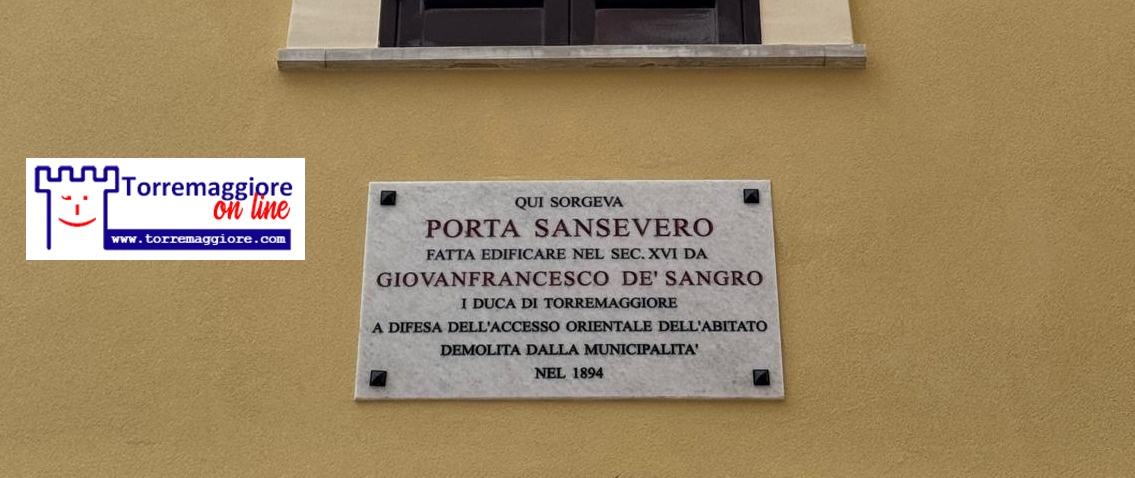 Torremaggiore
on line
www.torremaggiore.com
QUI SORGEVA
PORTA SANSEVERO
FATTA EDIFICARE NEL SEC. XVI DA
GIOVANFRANCESCO DE' SANGRO
I DUCA DI TORREMAGGIORE
A DIFESA DELL'ACCESSO ORIENTALE DELL'ABITATO
DEMOLITA DALLA MUNICIPALITA'
NEL 1894